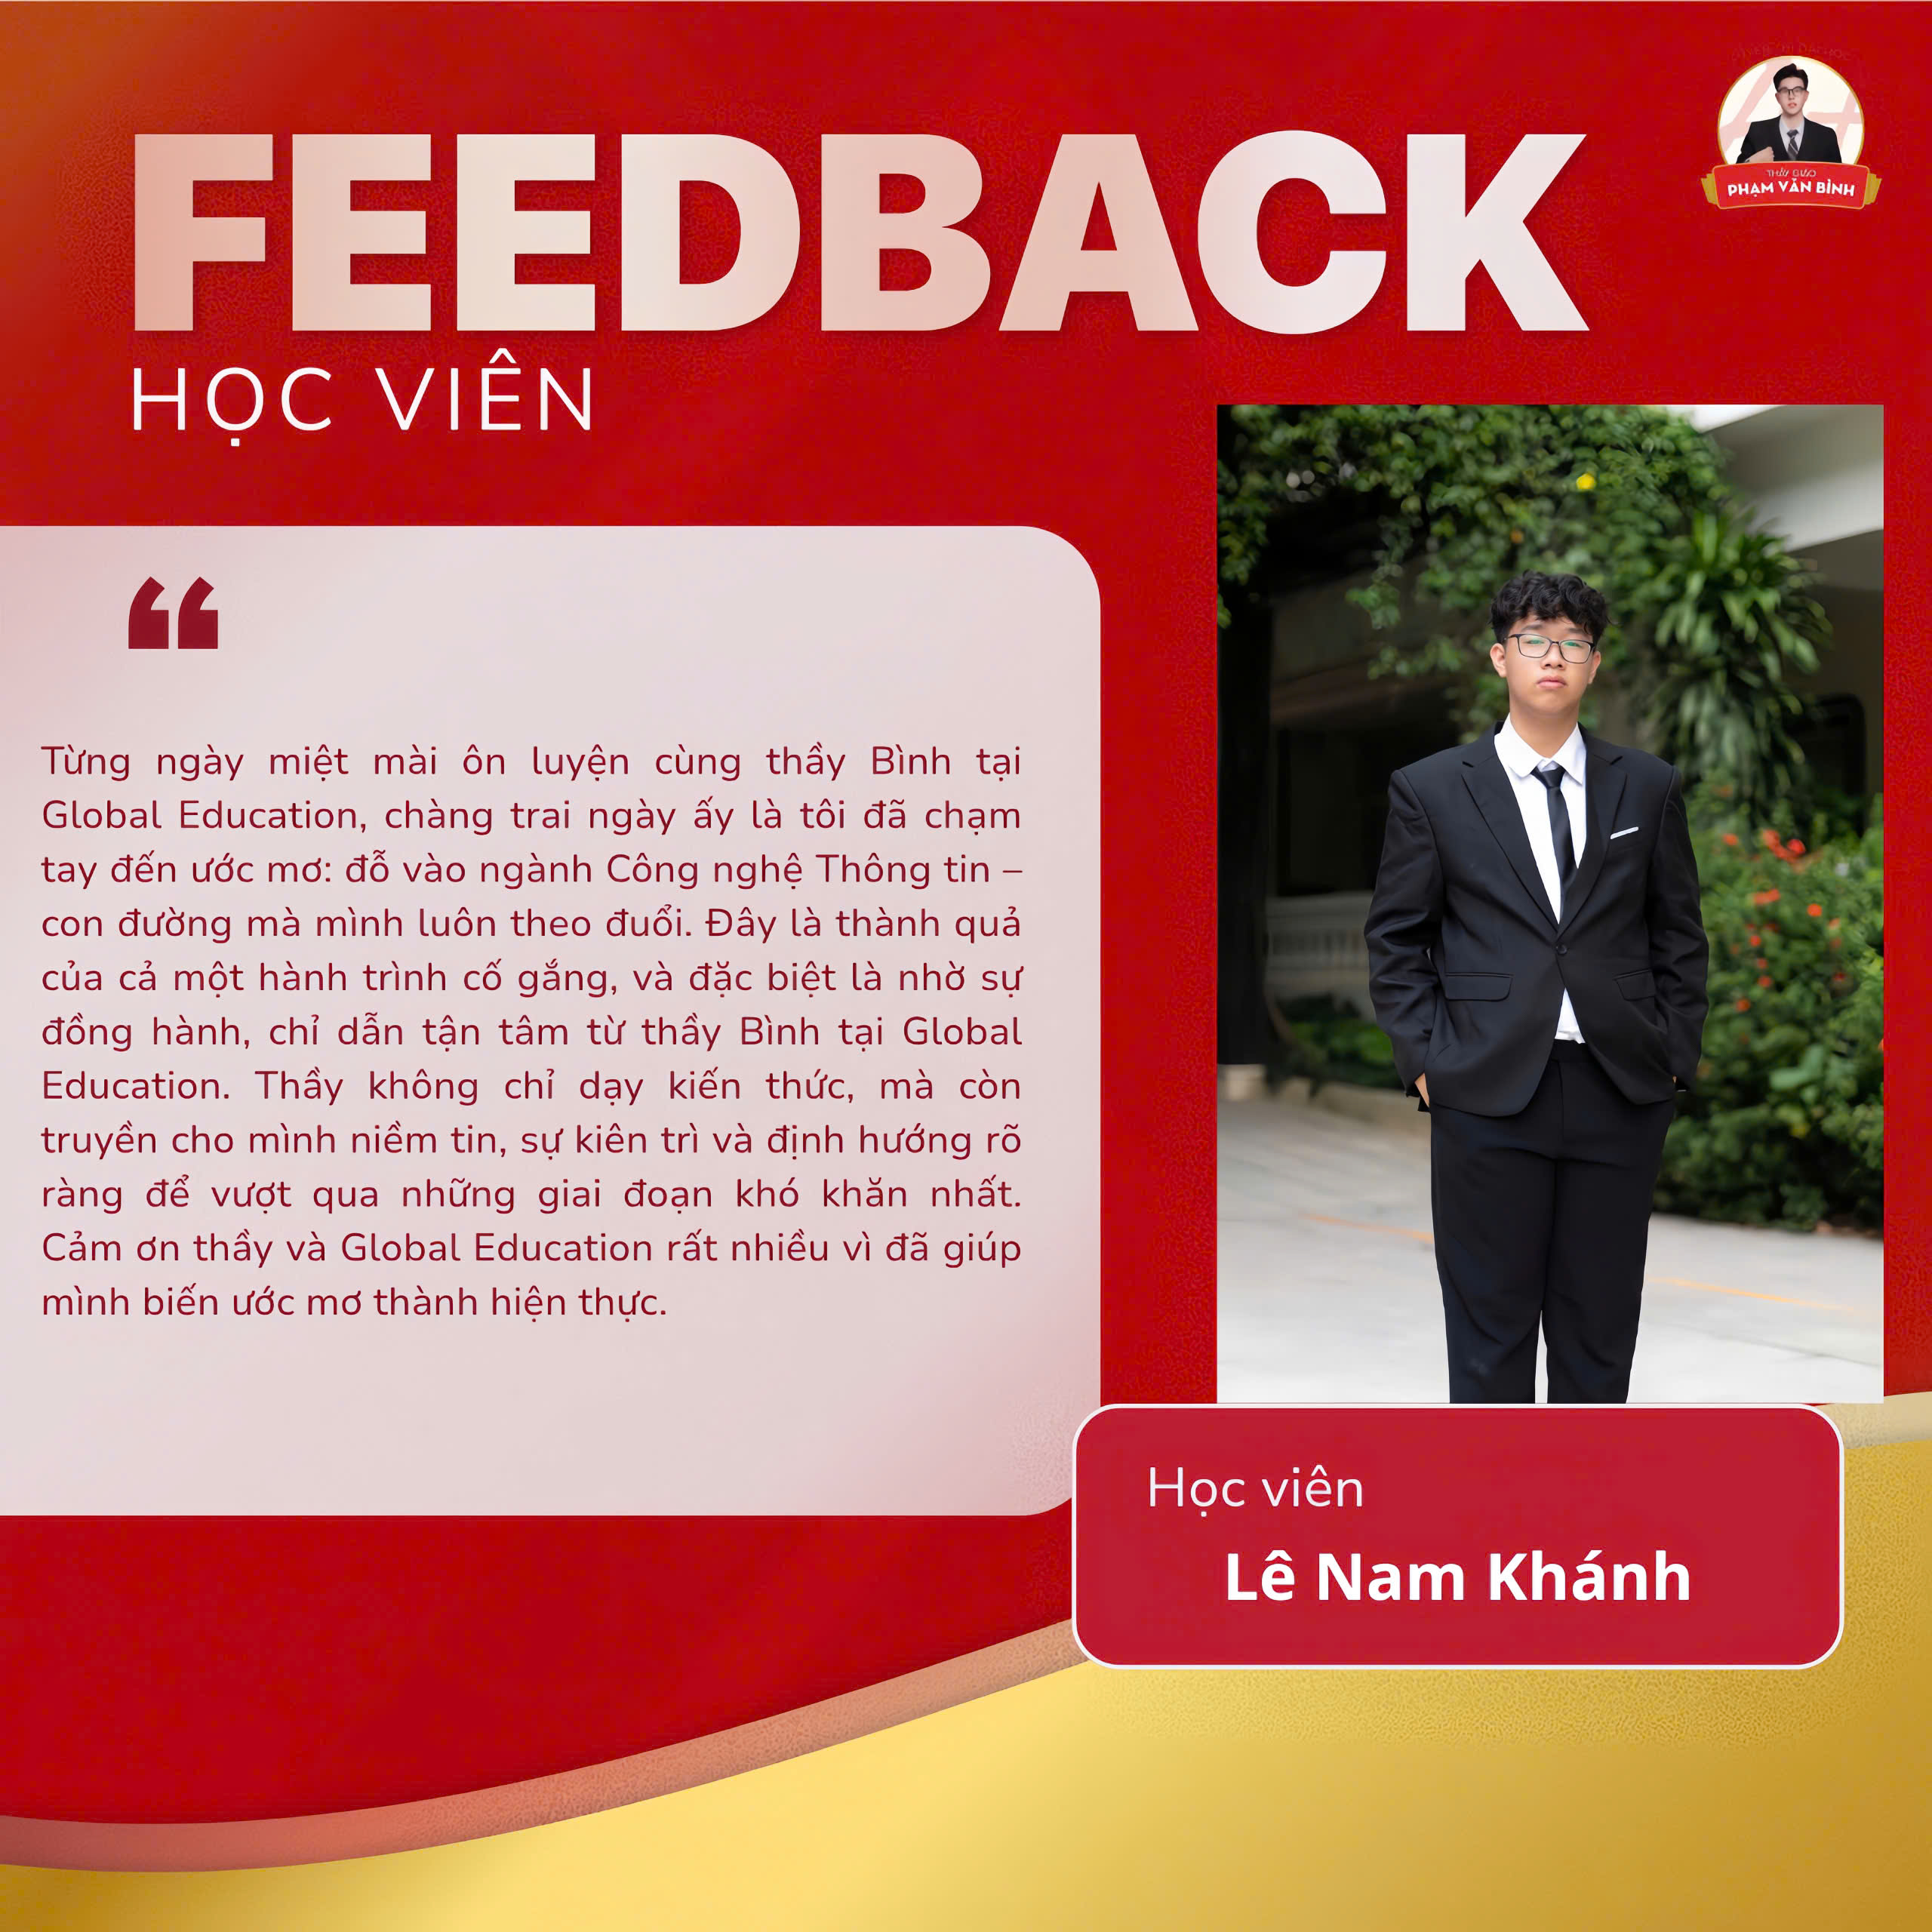 FEEDBACK
HỌC VIÊN
THẦY GIÁO
PHẠM VĂN BÌNH
“
Từng ngày miệt mài ôn luyện cùng thầy Bình tại
Global Education, chàng trai ngày ấy là tôi đã chạm
tay đến ước mơ: đỗ vào ngành Công nghệ Thông tin –
con đường mà mình luôn theo đuổi. Đây là thành quả
của cả một hành trình cố gắng, và đặc biệt là nhờ sự
đồng hành, chỉ dẫn tận tâm từ thầy Bình tại Global
Education. Thầy không chỉ dạy kiến thức, mà còn
truyền cho mình niềm tin, sự kiên trì và định hướng rõ
ràng để vượt qua những giai đoạn khó khăn nhất.
Cảm ơn thầy và Global Education rất nhiều vì đã giúp
mình biến ước mơ thành hiện thực.
Học viên
Lê Nam Khánh